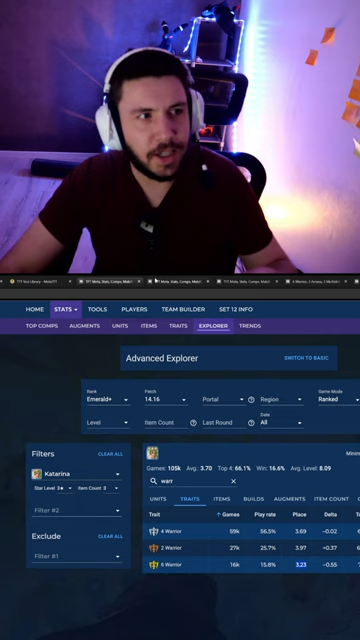 HOME STATS TOOLS PLAYERS TEAM BUILDER SET 12 INFO
TOP COMPS AUGMENTS UNITS ITEMS TRAITS EXPLORER TRENDS
Advanced Explorer SWITCH TO BASIC
Rank Patch Game Mode
Emerald+ 14.16 Portal Region Ranked
Date
Level Item Count Last Round All
Filters CLEAR ALL
Katarina
Star Level 3★ Item Count 3
Filter #2
Exclude CLEAR ALL
Filter #1
Games: 105k Avg.: 3.70 Top 4: 66.1% Win: 16.6% Avg. Level: 8.09
warr
UNITS TRAITS ITEMS BUILDS AUGMENTS ITEM COUNT
Trait ↑ Games Play rate Place Delta
4 Warrior 59k 56.5% 3.69 −0.02
2 Warrior 27k 25.7% 3.97 +0.37
6 Warrior 16k 15.8% 3.23 −0.55